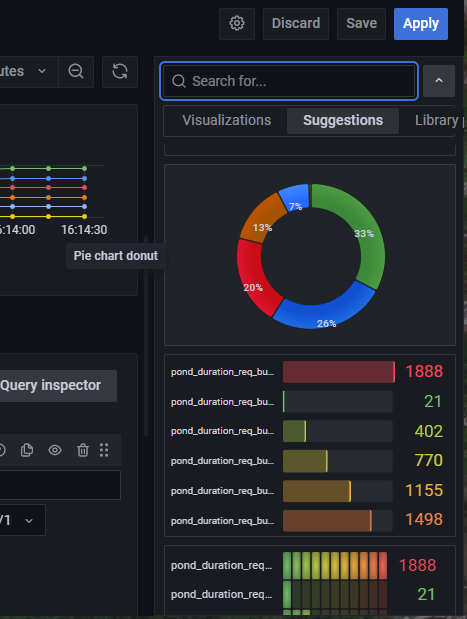 Discard
Save
Apply
utes
Search for...
Visualizations
Suggestions
Library
6:14:00
16:14:30
Pie chart donut
33%
26%
20%
13%
7%
Query inspector
/1
pond_duration_req_bu... 1888
pond_duration_req_bu... 21
pond_duration_req_bu... 402
pond_duration_req_bu... 770
pond_duration_req_bu... 1155
pond_duration_req_bu... 1498
pond_duration_req... 1888
pond_duration_req... 21